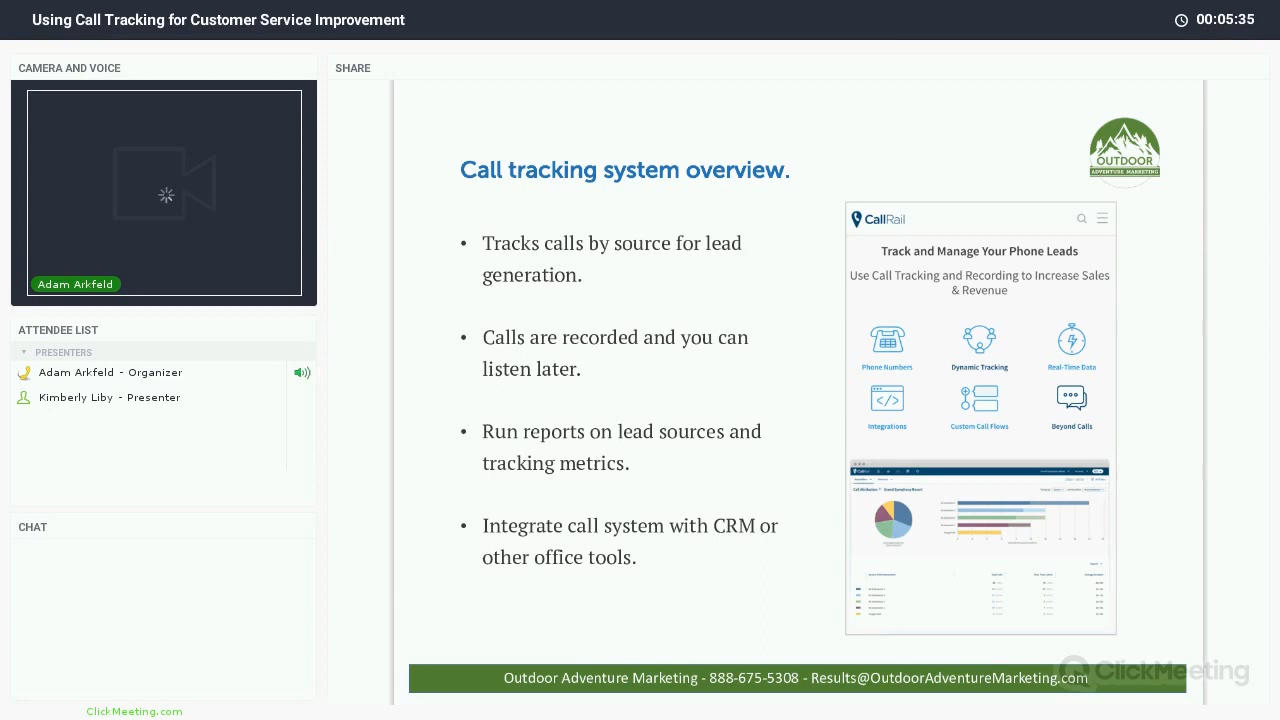 Using Call Tracking for Customer Service Improvement
00:05:35
CAMERA AND VOICE
Adam Arkfeld
ATTENDEE LIST
PRESENTERS
Adam Arkfeld - Organizer
Kimberly Liby - Presenter
CHAT
ClickMeeting.com
SHARE
OUTDOOR
ADVENTURE MARKETING
Call tracking system overview.
• Tracks calls by source for lead
generation.
• Calls are recorded and you can
listen later.
• Run reports on lead sources and
tracking metrics.
• Integrate call system with CRM or
other office tools.
CallRail
Track and Manage Your Phone Leads
Use Call Tracking and Recording to Increase Sales
& Revenue
Phone Numbers
Dynamic Tracking
Real-Time Data
Integrations
Custom Call Flows
Beyond Calls
CallRail
Outdoor Adventure Marketing - 888-675-5308 - Results@OutdoorAdventureMarketing.com
ClickMeeting